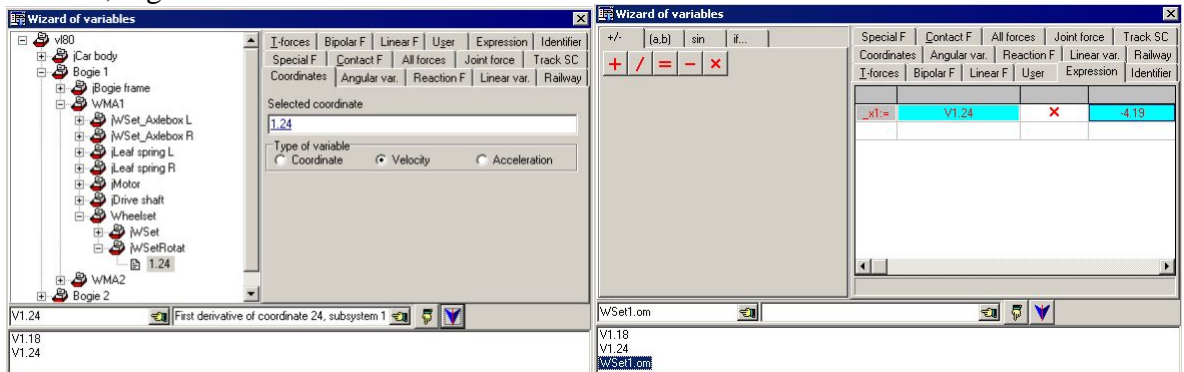 Wizard of variables
vl80
jCar body
Bogie 1
jBogie frame
WMA1
jWSet_Axlebox L
jWSet_Axlebox R
jLeaf spring L
jLeaf spring R
jMotor
jDrive shaft
Wheelset
jWSet
jWSetRotat
1.24
WMA2
Bogie 2
T-forces Bipolar F Linear F User Expression Identifier
Special F Contact F All forces Joint force Track SC
Coordinates Angular var. Reaction F Linear var. Railway
Selected coordinate
1.24
Type of variable
Coordinate Velocity Acceleration
V1.24 First derivative of coordinate 24, subsystem 1
V1.18
V1.24
Wizard of variables
+/- (a,b) sin if...
+ / = − ×
Special F Contact F All forces Joint force Track SC
Coordinates Angular var. Reaction F Linear var. Railway
T-forces Bipolar F Linear F User Expression Identifier
_x1:= V1.24 × -4.19
WSet1.om
V1.18
V1.24
WSet1.om